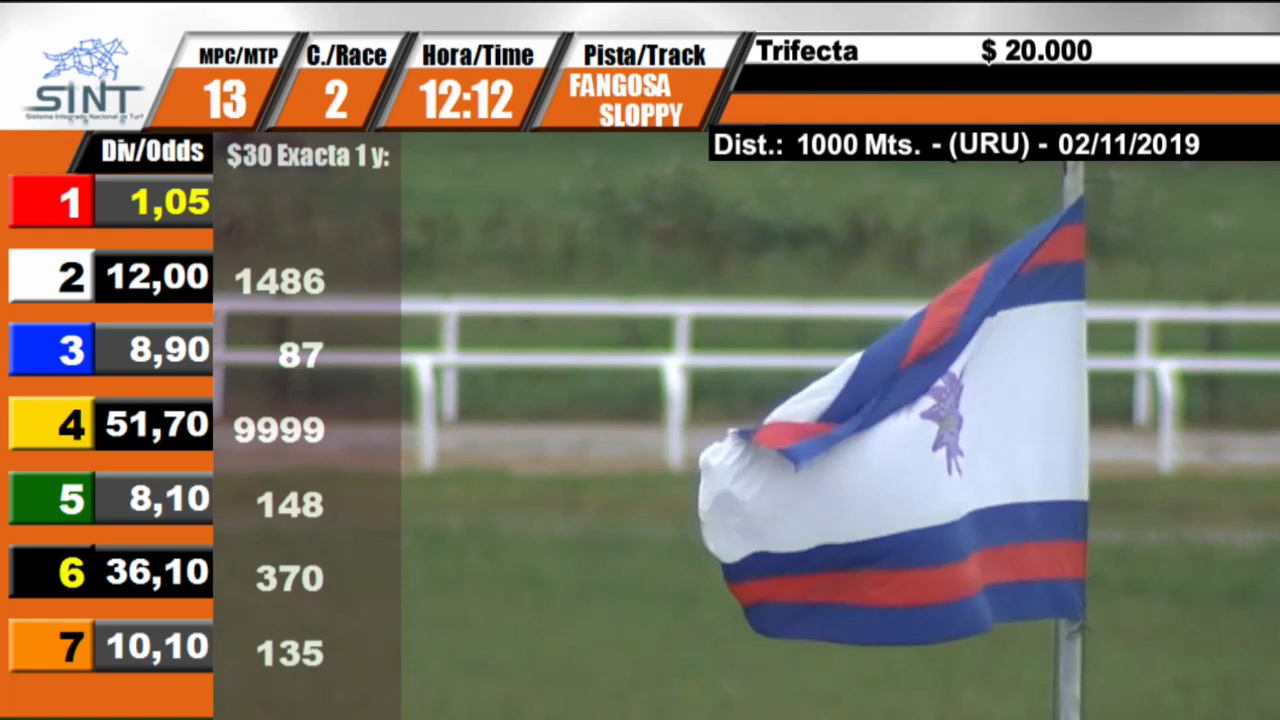 SINT
Sistema Integrado Nacional de Turf
MPC/MTP
13
C./Race
2
Hora/Time
12:12
Pista/Track
FANGOSA
SLOPPY
Trifecta $ 20.000
Dist.: 1000 Mts. - (URU) - 02/11/2019
Div/Odds $30 Exacta 1 y:
1 1,05
2 12,00 1486
3 8,90 87
4 51,70 9999
5 8,10 148
6 36,10 370
7 10,10 135